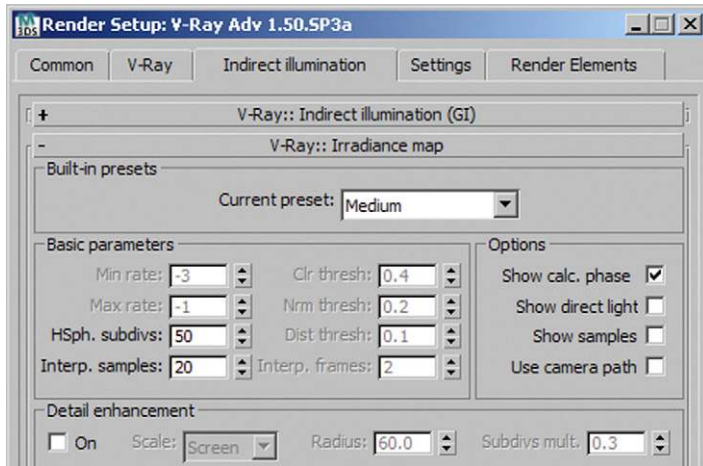 M
3DS Render Setup: V-Ray Adv 1.50.SP3a
Common V-Ray Indirect illumination Settings Render Elements
+ V-Ray:: Indirect illumination (GI)
- V-Ray:: Irradiance map
Built-in presets
Current preset: Medium
Basic parameters Options
Min rate: -3 Clr thresh: 0.4 Show calc. phase
Max rate: -1 Nrm thresh: 0.2 Show direct light
HSph. subdivs: 50 Dist thresh: 0.1 Show samples
Interp. samples: 20 Interp. frames: 2 Use camera path
Detail enhancement
On Scale: Screen Radius: 60.0 Subdivs mult. 0.3